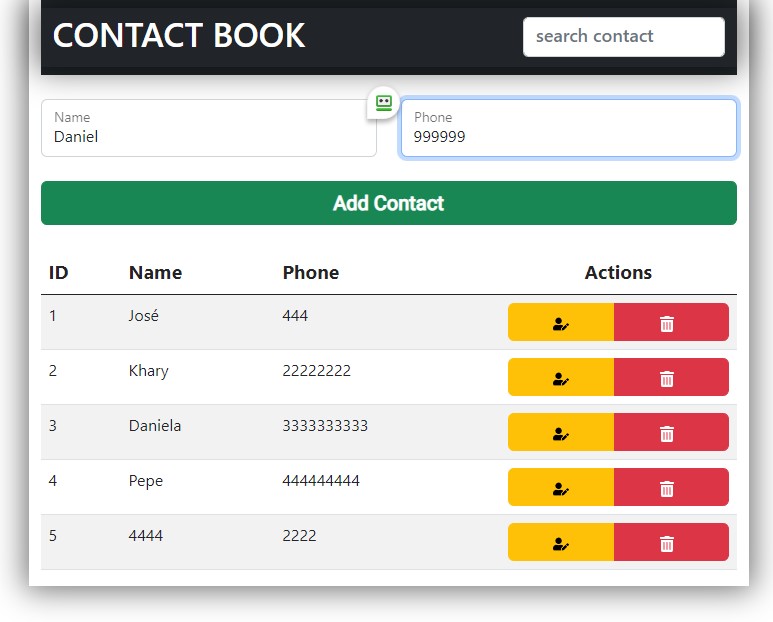 CONTACT BOOK search contact
Name Phone
Daniel 999999
Add Contact
ID Name Phone Actions
1 José 444
2 Khary 22222222
3 Daniela 3333333333
4 Pepe 444444444
5 4444 2222